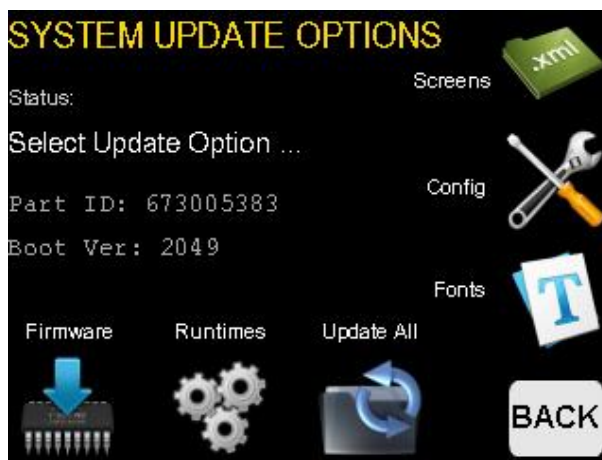 SYSTEM UPDATE OPTIONS
.xml
Screens
Status:
Select Update Option ...
Config
Part ID: 673005383
Boot Ver: 2049
Fonts
T
Firmware
Runtimes
Update All
BACK